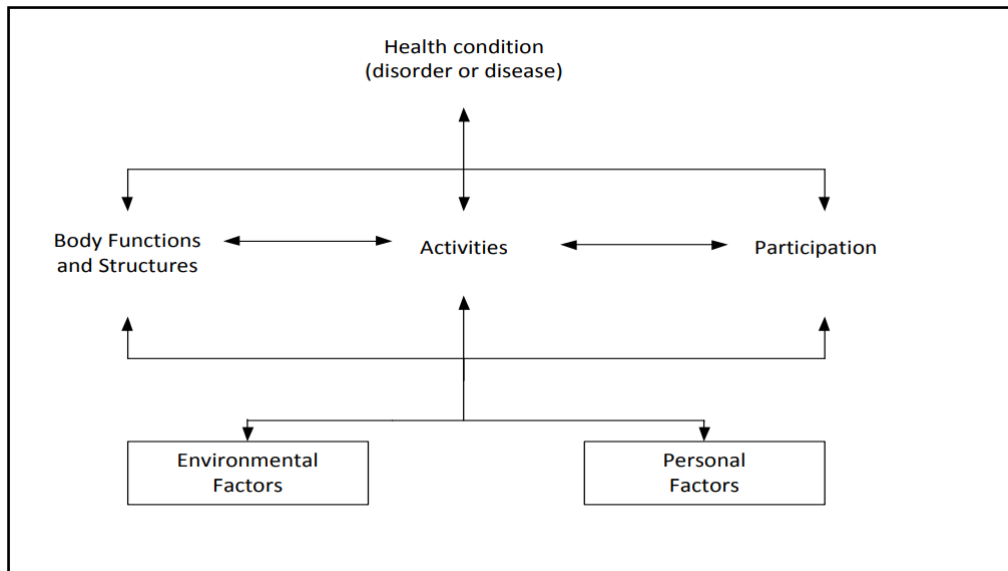 Health condition
(disorder or disease)
Body Functions
and Structures
Activities
Participation
Environmental
Factors
Personal
Factors